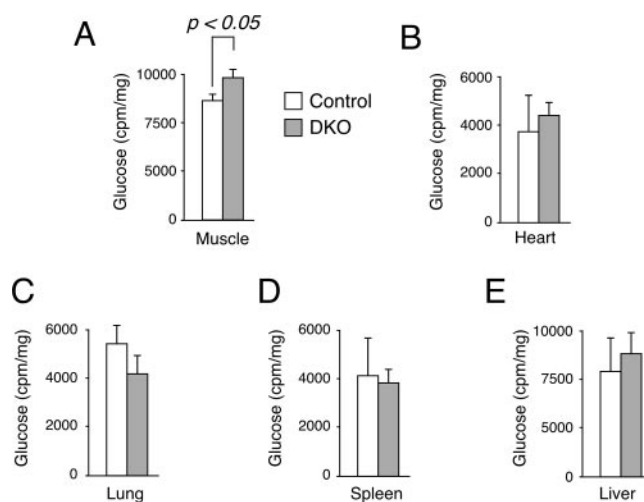 A
p < 0.05
Glucose (cpm/mg)
10000
7500
5000
0
Muscle
Control
DKO
B
Glucose (cpm/mg)
6000
4000
2000
0
Heart
C
Glucose (cpm/mg)
6000
4000
2000
0
Lung
D
Glucose (cpm/mg)
6000
4000
2000
0
Spleen
E
Glucose (cpm/mg)
10000
7500
5000
0
Liver